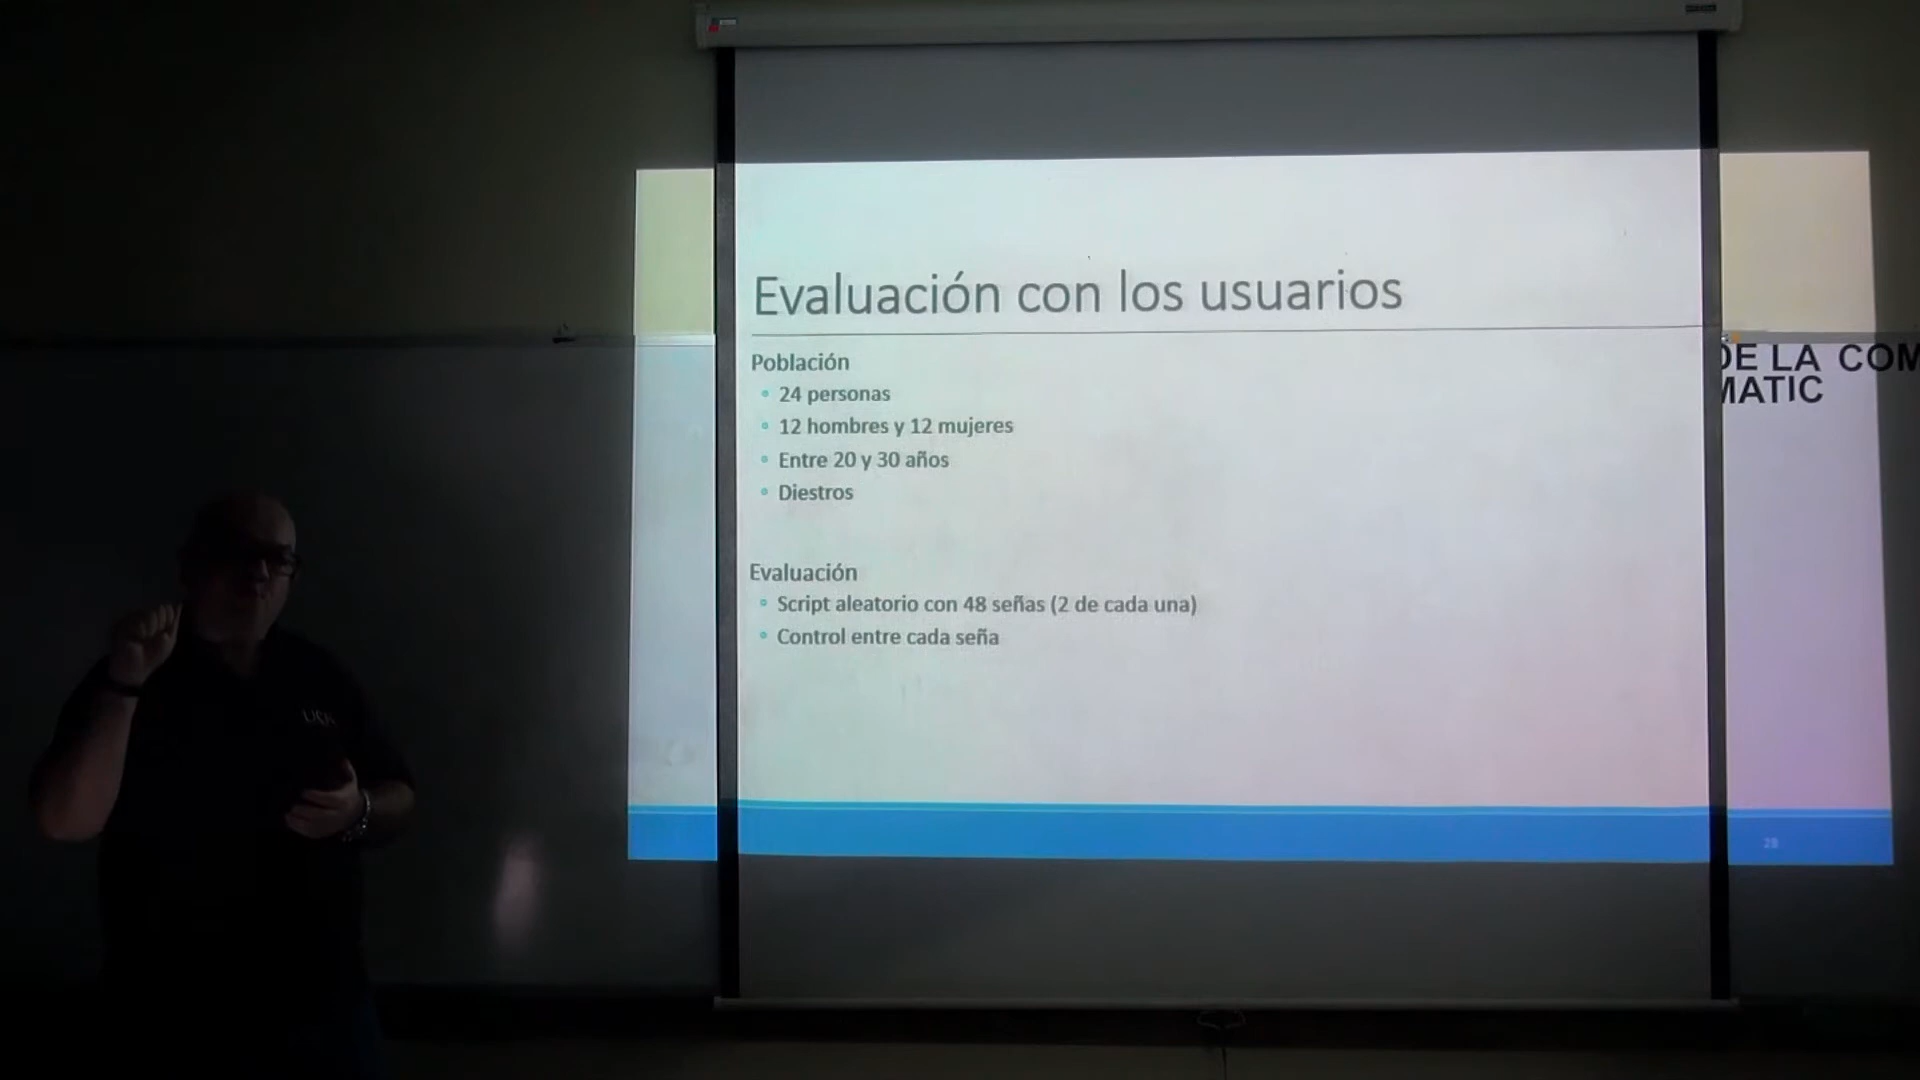 Evaluación con los usuarios
Población
24 personas
12 hombres y 12 mujeres
Entre 20 y 30 años
Diestros
Evaluación
Script aleatorio con 48 señas (2 de cada una)
Control entre cada seña
DE LA COM
MATIC
28